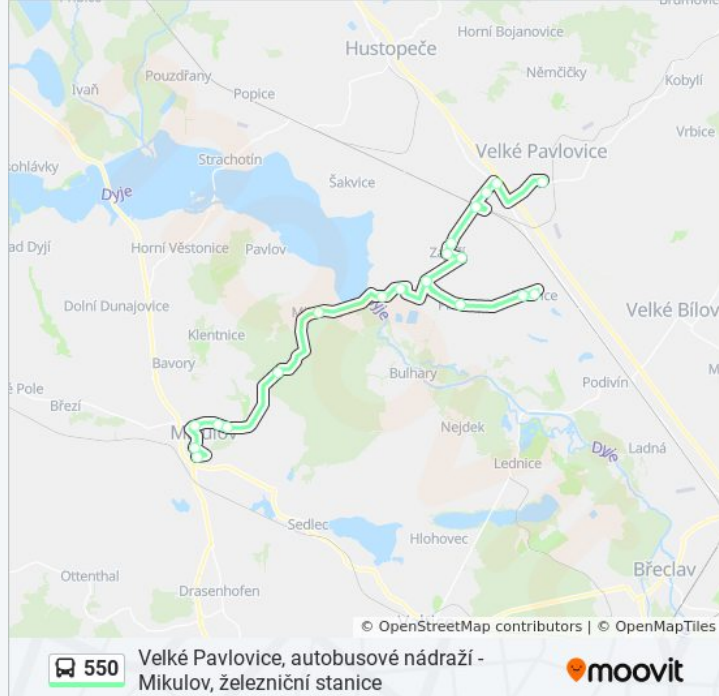 Hustopeče
Horní Bojanovice
Němčičky
Kobylí
Pouzdřany
Ivaň
Popice
Vrbice
Strachotín
Velké Pavlovice
Šakvice
Dyje
ad Dyjí
Horní Věstonice
Pavlov
Dolní Dunajovice
Velké Bílov
Klentnice
Dyje
Bavory
Bulhary
Podivín
é Pole
Březí
Nejdek
Ladná
Dyje
Lednice
Sedlec
Hlohovec
Břeclav
Ottenthal
Drasenhofen
© OpenStreetMap contributors | © OpenMapTiles
550
Velké Pavlovice, autobusové nádraží -
Mikulov, železniční stanice
moovit